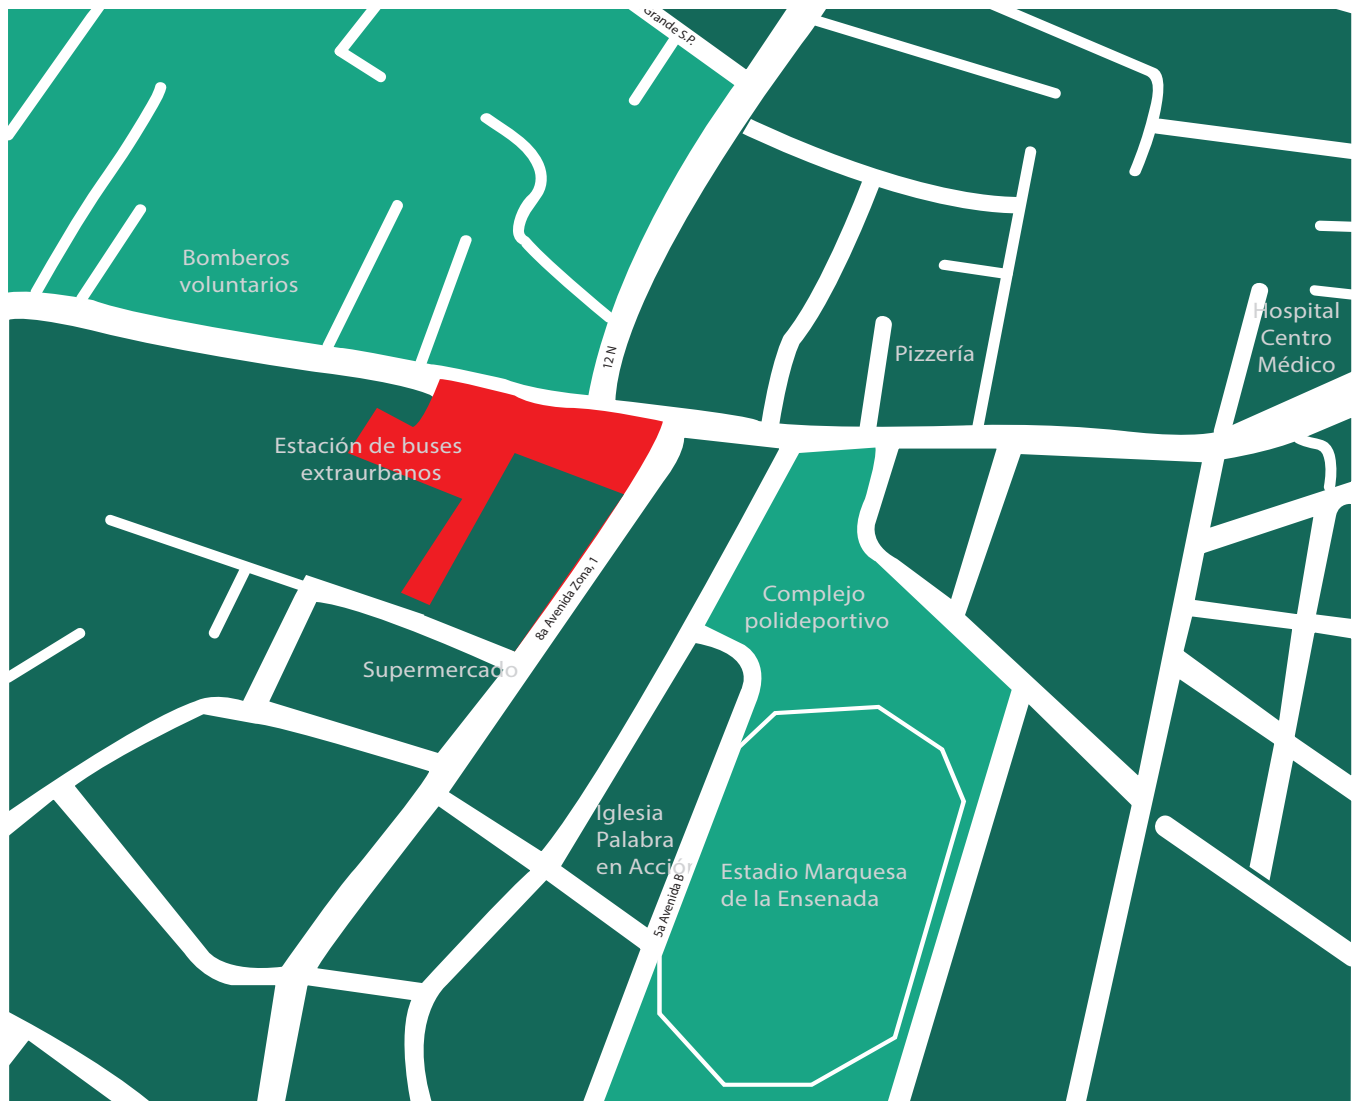 Grande S.P.
Bomberos
voluntarios
12 N
Pizzería
Hospital
Centro
Médico
Estación de buses
extraurbanos
8a Avenida Zona, 1
Complejo
polideportivo
Supermercado
Iglesia
Palabra
en Acción
5a Avenida B
Estadio Marquesa
de la Ensenada